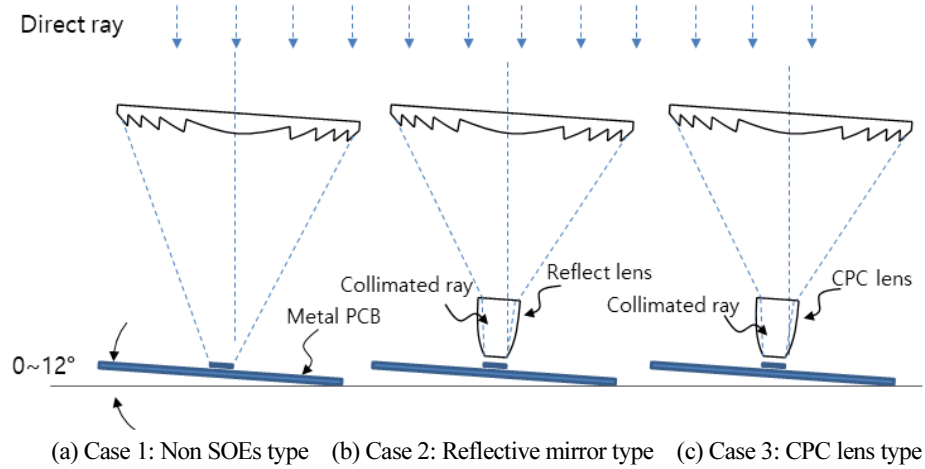 Direct ray
Reflect lens
CPC lens
Collimated ray
Collimated ray
Metal PCB
0~12°
(a) Case 1: Non SOEs type (b) Case 2: Reflective mirror type (c) Case 3: CPC lens type